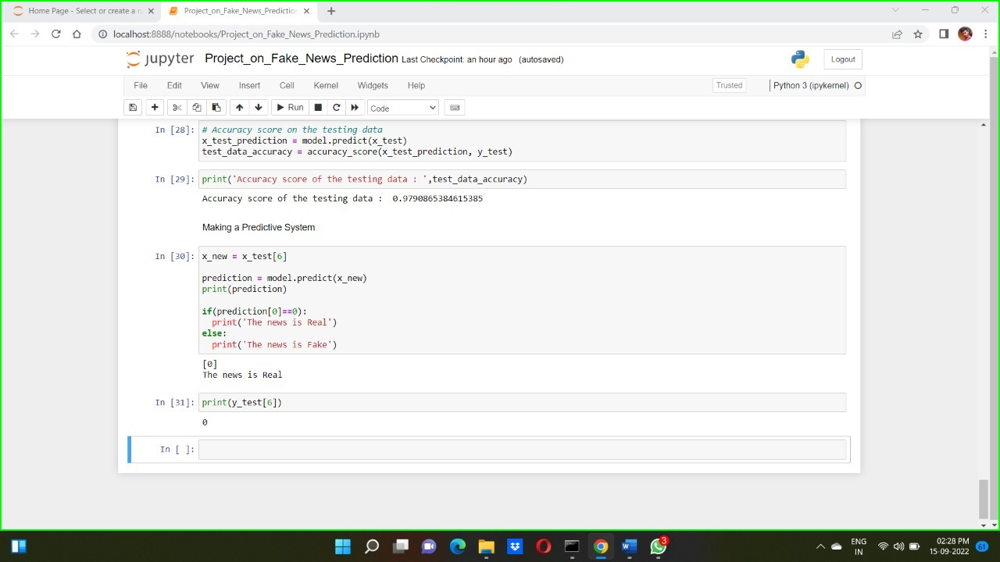 Home Page - Select or create a n
Project_on_Fake_News_Predictio
localhost:8888/notebooks/Project_on_Fake_News_Prediction.ipynb
jupyter Project_on_Fake_News_Prediction Last Checkpoint: an hour ago (autosaved)
Logout
File Edit View Insert Cell Kernel Widgets Help
Trusted
Python 3 (ipykernel)
Run
Code
In [28]: # Accuracy score on the testing data
x_test_prediction = model.predict(x_test)
test_data_accuracy = accuracy_score(x_test_prediction, y_test)
In [29]: print('Accuracy score of the testing data : ',test_data_accuracy)
Accuracy score of the testing data :  0.9790865384615385
Making a Predictive System
In [30]: x_new = x_test[6]
prediction = model.predict(x_new)
print(prediction)
if(prediction[0]==0):
  print('The news is Real')
else:
  print('The news is Fake')
[0]
The news is Real
In [31]: print(y_test[6])
0
In [ ]:
3
ENG
IN
02:28 PM
15-09-2022
61